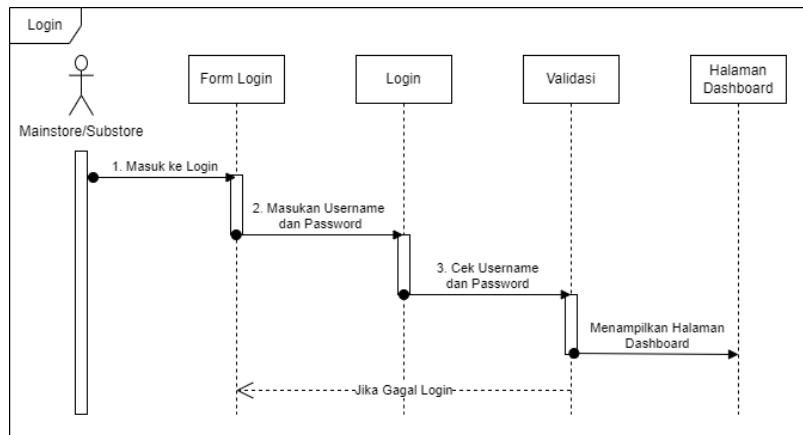 Login
Form Login
Login
Validasi
Halaman
Dashboard
Mainstore/Substore
1. Masuk ke Login
2. Masukan Username
dan Password
3. Cek Username
dan Password
Menampilkan Halaman
Dashboard
Jika Gagal Login